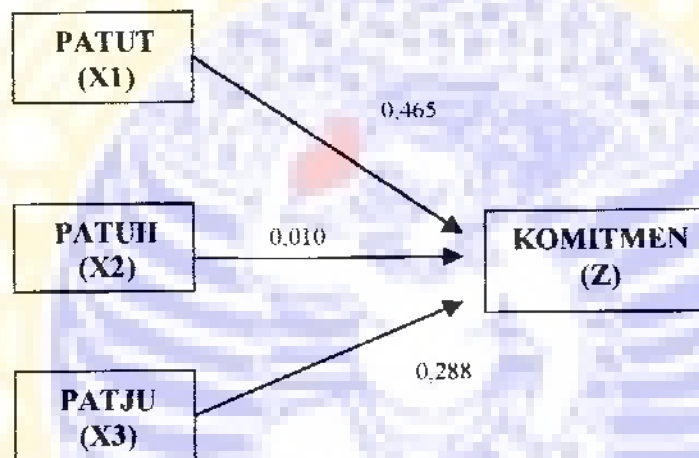 PATUT
(X1)
0,465
PATUH
(X2)
0,010
KOMITMEN
(Z)
PATJU
(X3)
0,288